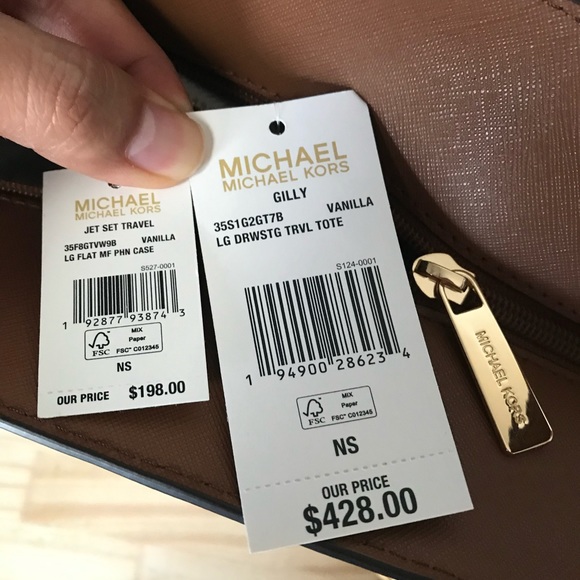 MICHAEL
MICHAEL KORS
JET SET TRAVEL
35F8GTVW9B VANILLA
LG FLAT MF PHN CASE
S527-0001
1 92877 93874 3
FSC
MIX
Paper
FSC® C012345
NS
OUR PRICE $198.00
MICHAEL
MICHAEL KORS
GILLY
35S1G2GT7B VANILLA
LG DRWSTG TRVL TOTE
S124-0001
1 94900 28623 4
FSC
MIX
Paper
FSC® C012345
NS
OUR PRICE
$428.00
MICHAEL KORS